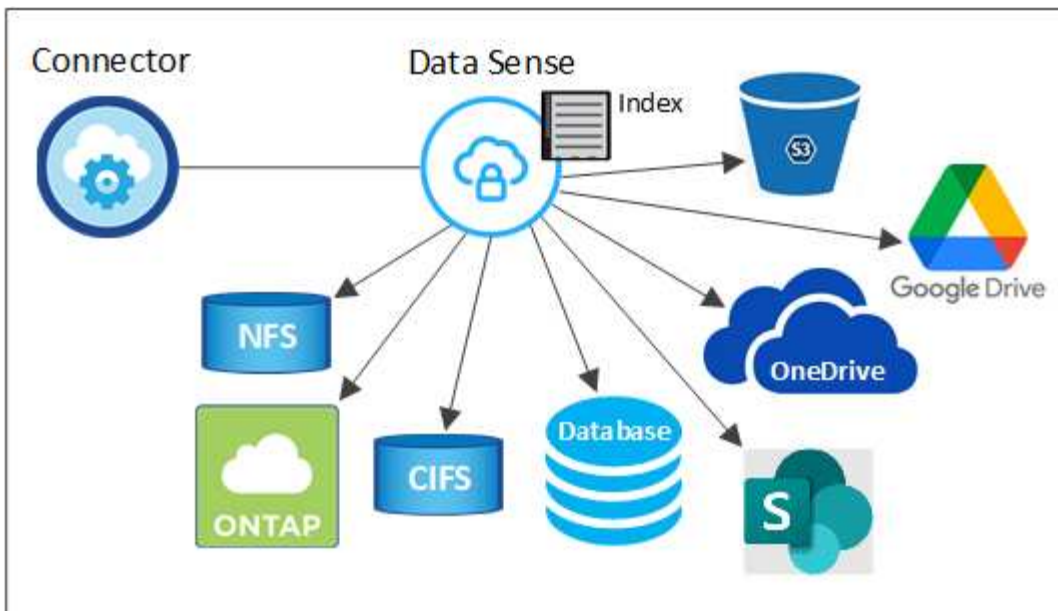 Connector
Data Sense
Index
S3
Google Drive
NFS
OneDrive
Database
CIFS
ONTAP
S